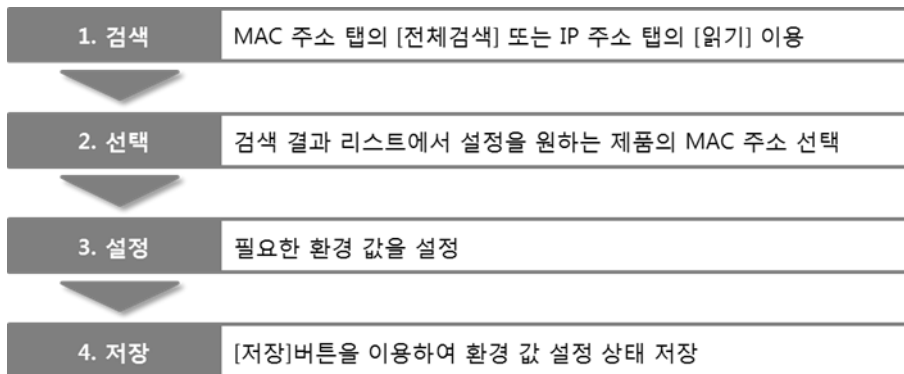 1. 검색 MAC 주소 탭의 [전체검색] 또는 IP 주소 탭의 [읽기] 이용
2. 선택 검색 결과 리스트에서 설정을 원하는 제품의 MAC 주소 선택
3. 설정 필요한 환경 값을 설정
4. 저장 [저장]버튼을 이용하여 환경 값 설정 상태 저장